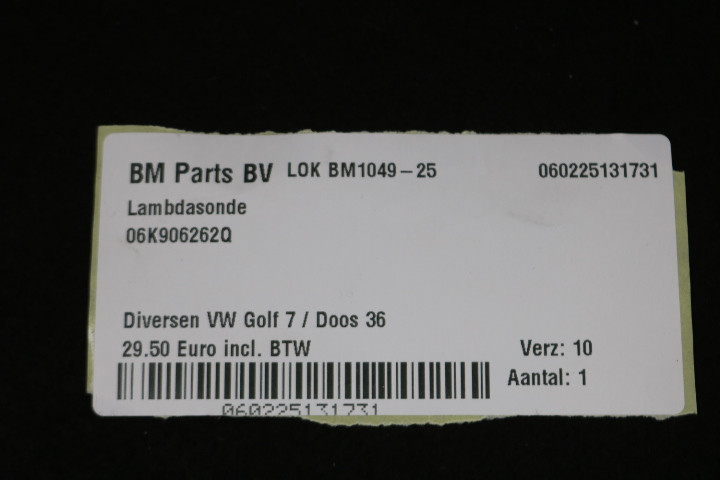 BM Parts BV LOK BM1049-25 060225131731
Lambdasonde
06K906262Q
Diversen VW Golf 7 / Doos 36
29.50 Euro incl. BTW Verz: 10
Aantal: 1
060225131731